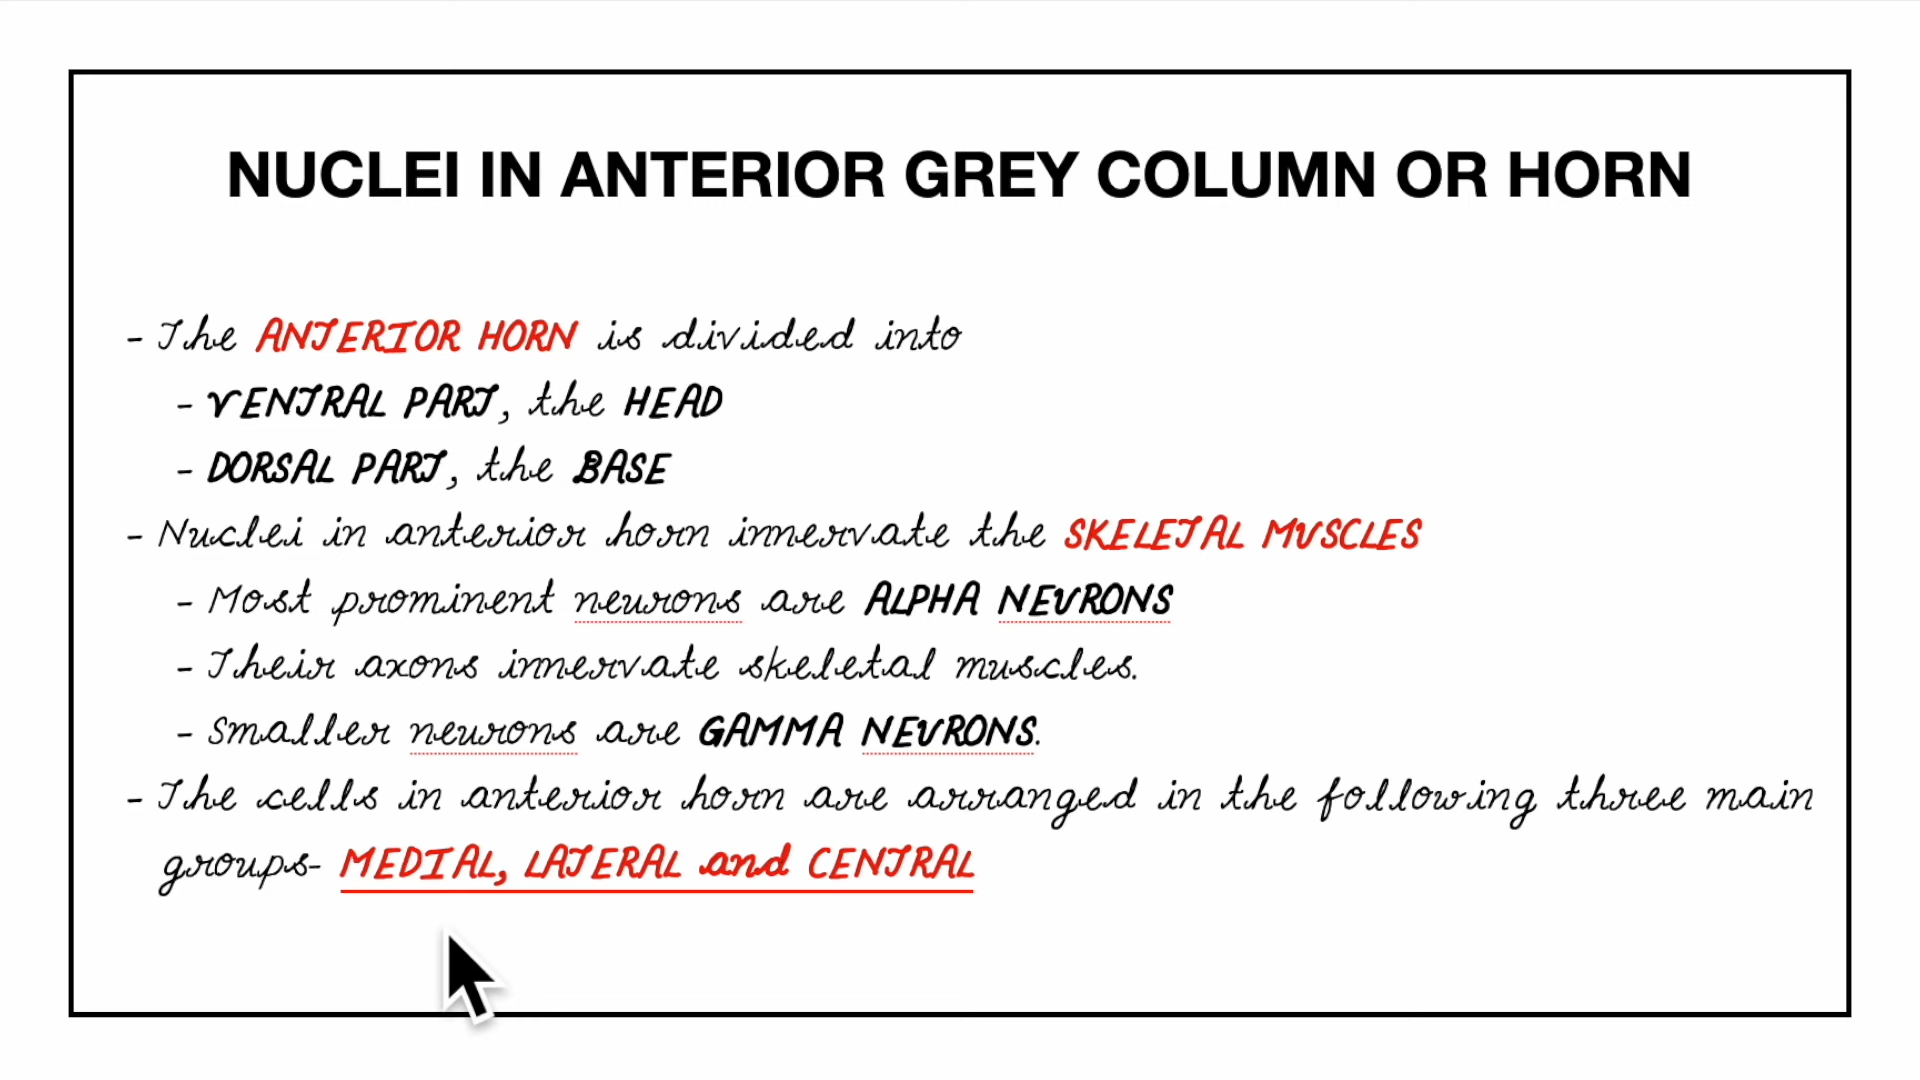 NUCLEI IN ANTERIOR GREY COLUMN OR HORN
- The ANTERIOR HORN is divided into
- VENTRAL PART, the HEAD
- DORSAL PART, the BASE
- Nuclei in anterior horn innervate the SKELETAL MUSCLES
- Most prominent neurons are ALPHA NEURONS
- Their axons innervate skeletal muscles.
- Smaller neurons are GAMMA NEURONS.
- The cells in anterior horn are arranged in the following three main
groups- MEDIAL, LATERAL and CENTRAL